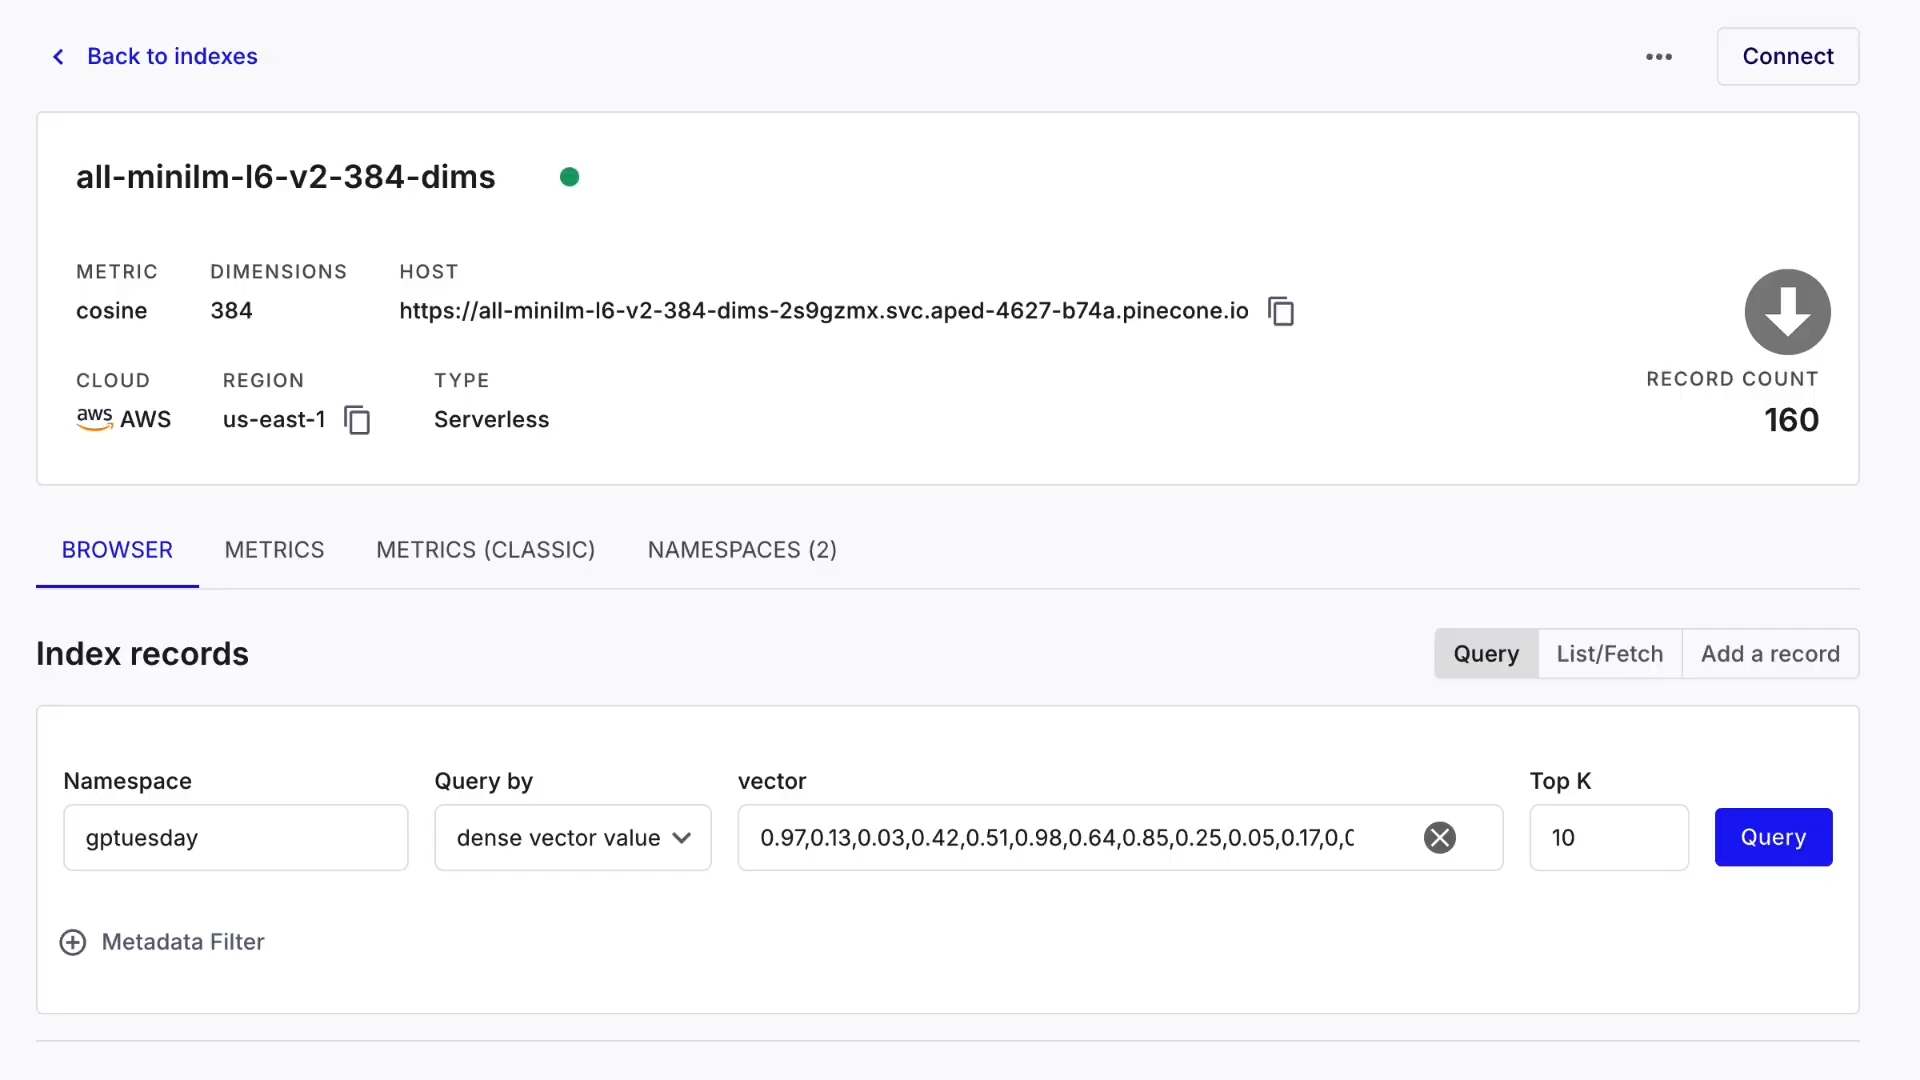 Back to indexes
Connect
all-minilm-l6-v2-384-dims
METRIC DIMENSIONS HOST
cosine 384 https://all-minilm-l6-v2-384-dims-2s9gzmx.svc.aped-4627-b74a.pinecone.io
CLOUD REGION TYPE RECORD COUNT
aws AWS us-east-1 Serverless 160
BROWSER METRICS METRICS (CLASSIC) NAMESPACES (2)
Index records Query List/Fetch Add a record
Namespace Query by vector Top K
gptuesday dense vector value 0.97,0.13,0.03,0.42,0.51,0.98,0.64,0.85,0.25,0.05,0.17,0,0 10 Query
Metadata Filter